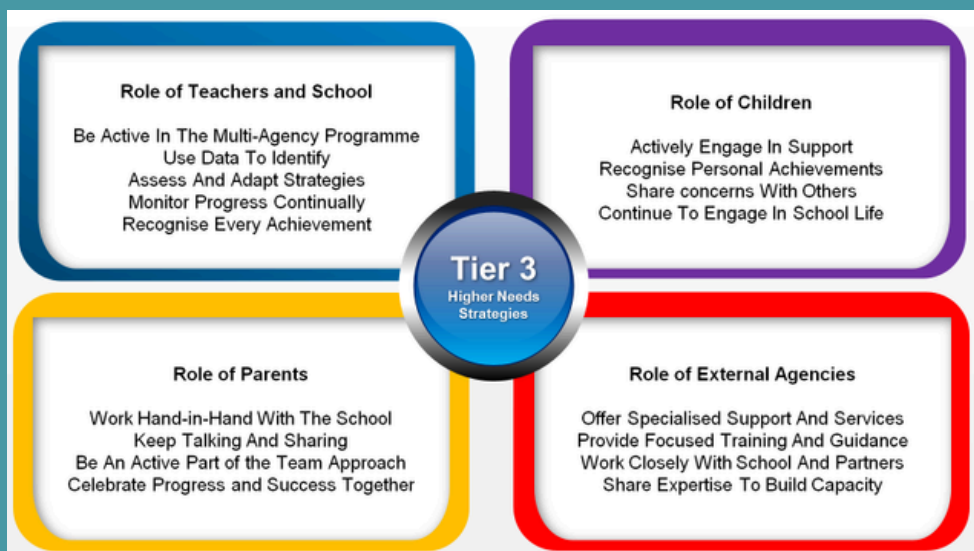 Role of Teachers and School
Be Active In The Multi-Agency Programme
Use Data To Identify
Assess And Adapt Strategies
Monitor Progress Continually
Recognise Every Achievement
Role of Children
Actively Engage In Support
Recognise Personal Achievements
Share concerns With Others
Continue To Engage In School Life
Tier 3
Higher Needs
Strategies
Role of Parents
Work Hand-in-Hand With The School
Keep Talking And Sharing
Be An Active Part of the Team Approach
Celebrate Progress and Success Together
Role of External Agencies
Offer Specialised Support And Services
Provide Focused Training And Guidance
Work Closely With School And Partners
Share Expertise To Build Capacity